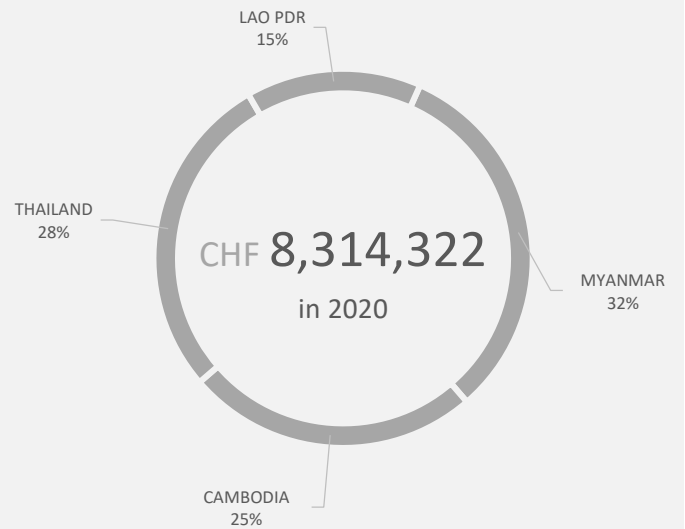 LAO PDR
15%
THAILAND
28%
CHF 8,314,322
in 2020
MYANMAR
32%
CAMBODIA
25%